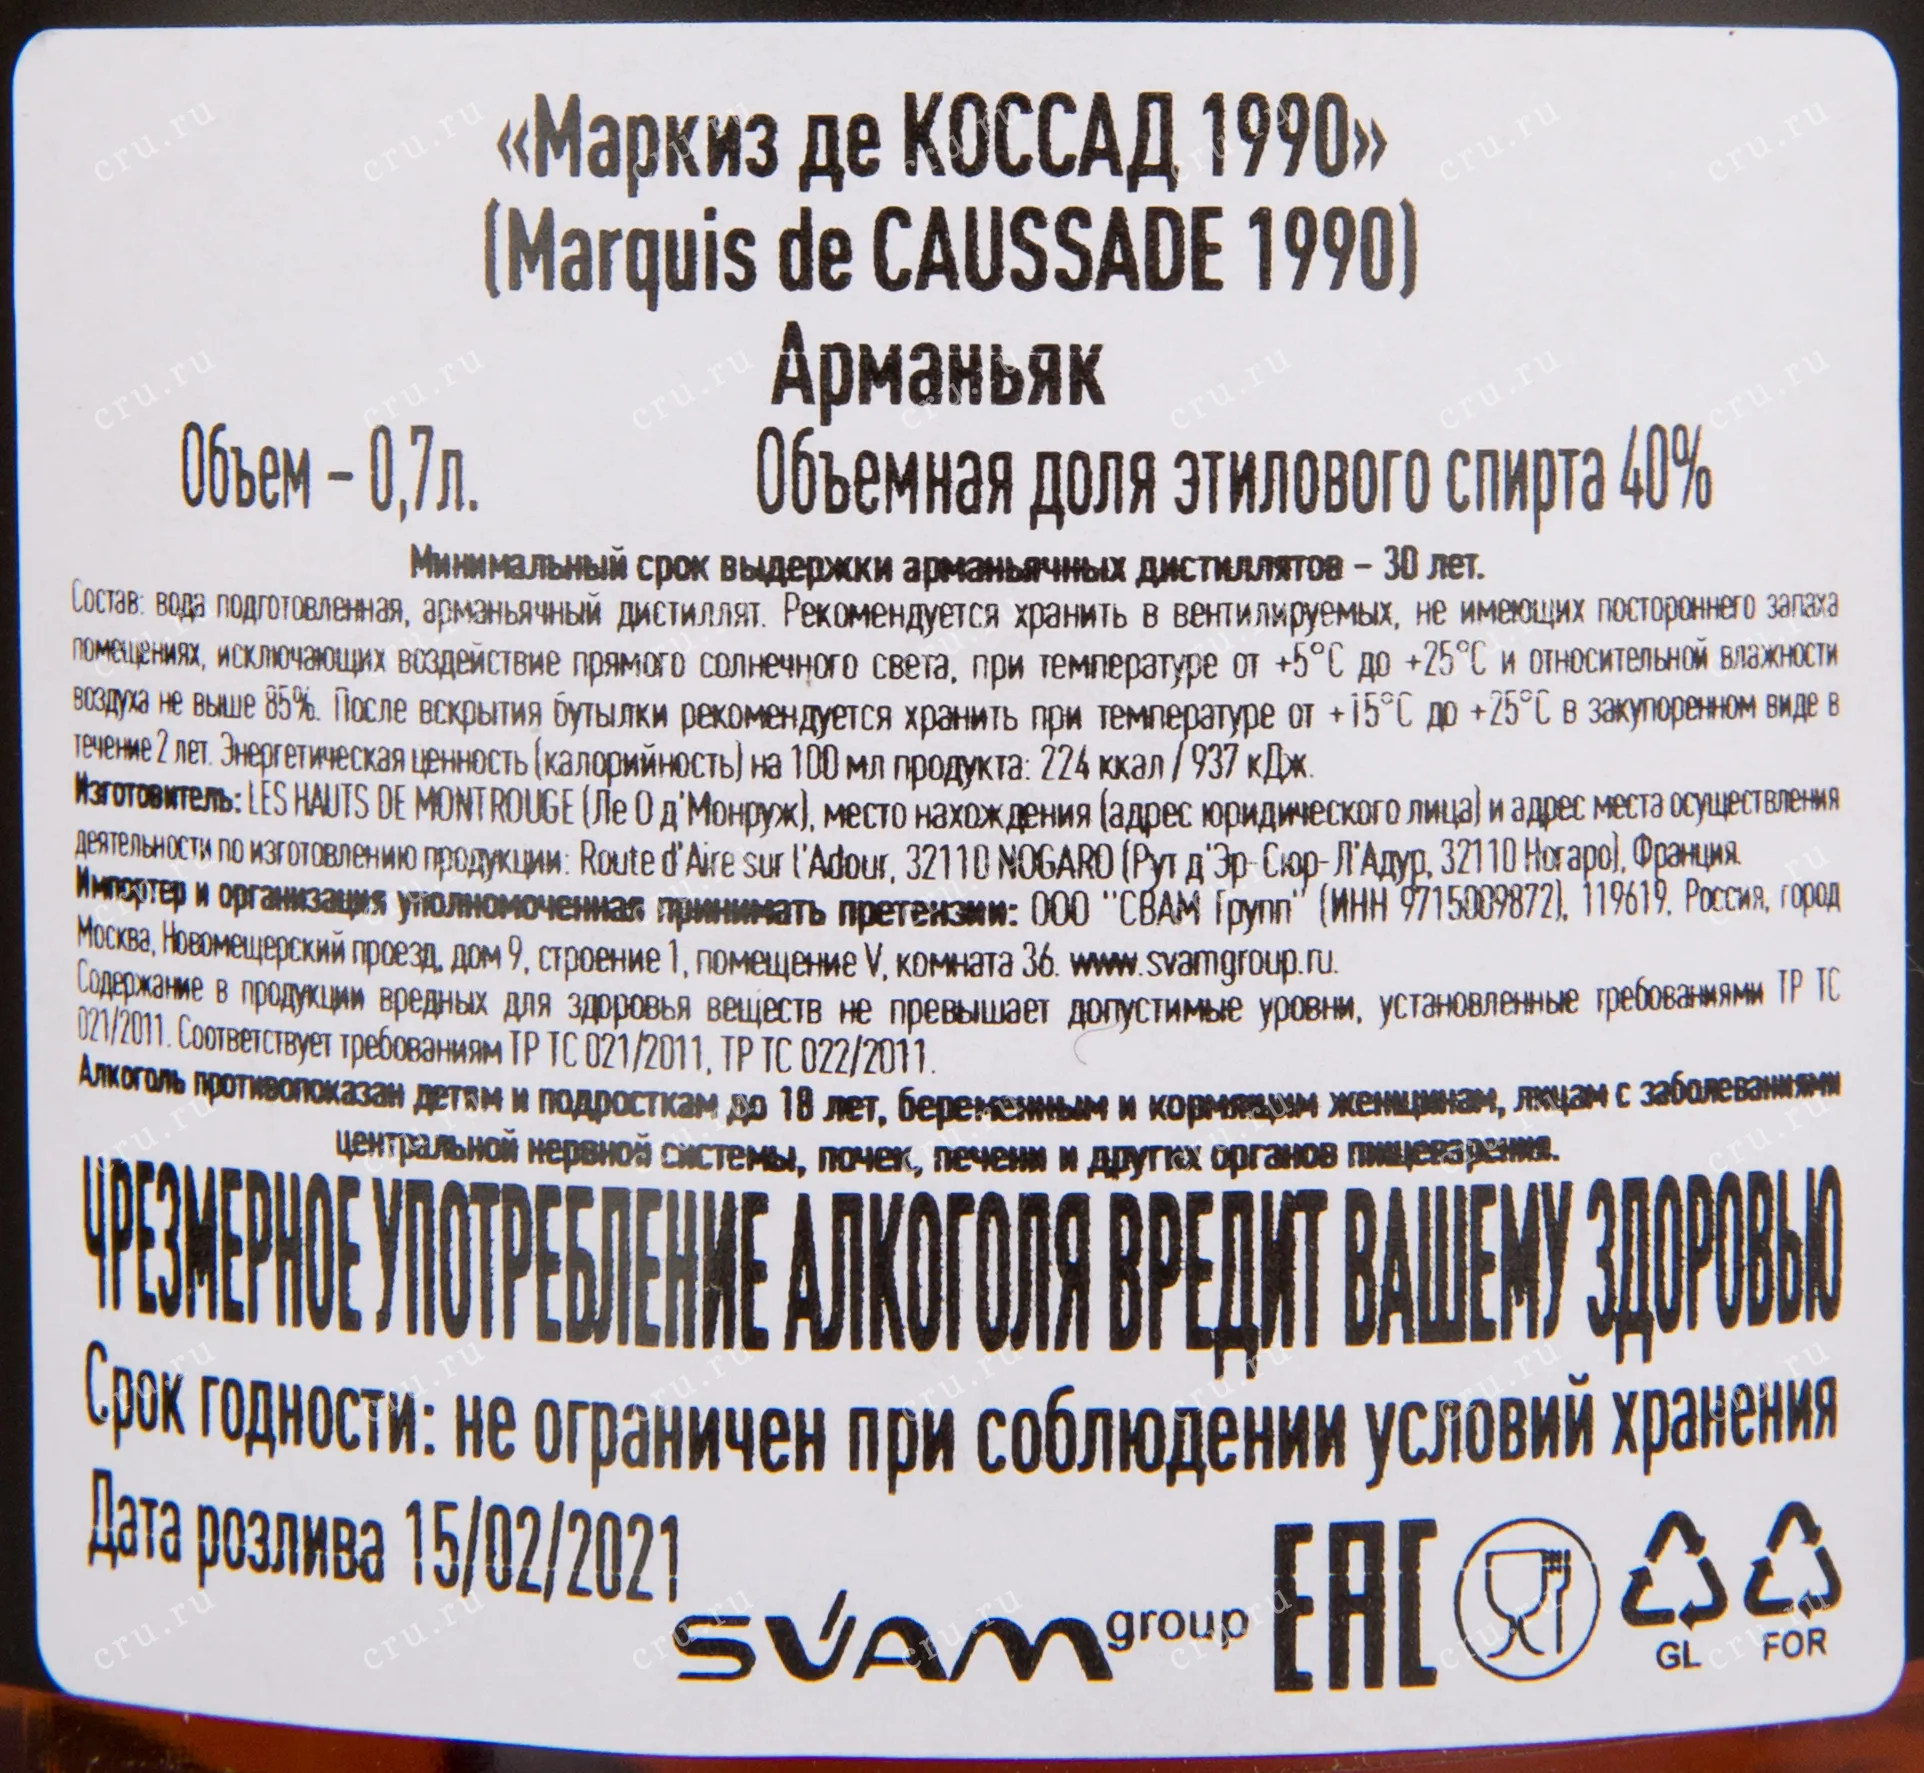 «Маркиз де КОССАД 1990»
(Marquis de CAUSSADE 1990)
Арманьяк
Объем – 0,7л. Объемная доля этилового спирта 40%
Минимальный срок выдержки арманьячных дистиллятов – 30 лет.
Состав: вода подготовленная, арманьячный дистиллят. Рекомендуется хранить в вентилируемых, не имеющих постороннего запаха
помещениях, исключающих воздействие прямого солнечного света, при температуре от +5°C до +25°C и относительной влажности
воздуха не выше 85%. После вскрытия бутылки рекомендуется хранить при температуре от +15°C до +25°C в закупоренном виде в
течение 2 лет. Энергетическая ценность (калорийность) на 100 мл продукта: 224 ккал / 937 кДж.
Изготовитель: LES HAUTS DE MONTROUGE (Ле О д'Монруж), место нахождения (адрес юридического лица) и адрес места осуществления
деятельности по изготовлению продукции: Route d'Aire sur l'Adour, 32110 NOGARO (Рут д'Эр-Сюр-Л'Адур, 32110 Ногаро), Франция.
Импортер и организация уполномоченная принимать претензии: ООО "СВАМ Групп" (ИНН 9715009872), 119619, Россия, город
Москва, Новомещерский проезд, дом 9, строение 1, помещение V, комната 36. www.svamgroup.ru.
Содержание в продукции вредных для здоровья веществ не превышает допустимые уровни, установленные требованиями ТР ТС
021/2011. Соответствует требованиям ТР ТС 021/2011, ТР ТС 022/2011.
Алкоголь противопоказан детям и подросткам до 18 лет, беременным и кормящим женщинам, лицам с заболеваниями
центральной нервной системы, почек, печени и других органов пищеварения.
ЧРЕЗМЕРНОЕ УПОТРЕБЛЕНИЕ АЛКОГОЛЯ ВРЕДИТ ВАШЕМУ ЗДОРОВЬЮ
Срок годности: не ограничен при соблюдении условий хранения
Дата розлива 15/02/2021
SVAM group
EAC
GL
FOR
cru.ru